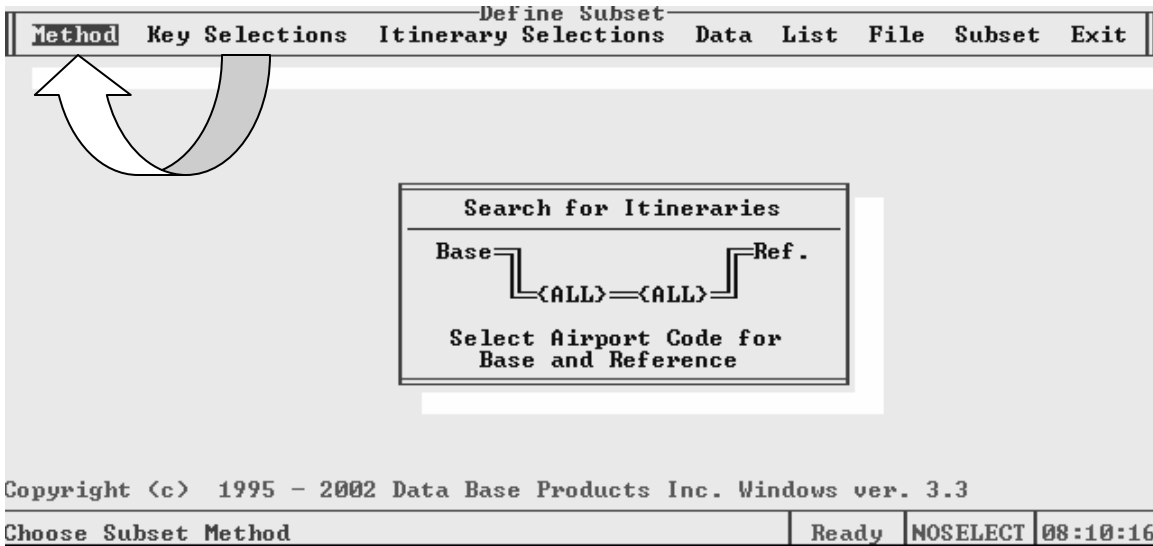 Define Subset
Method Key Selections Itinerary Selections Data List File Subset Exit
Search for Itineraries
Base Ref.
<ALL> <ALL>
Select Airport Code for
Base and Reference
Copyright (c) 1995 - 2002 Data Base Products Inc. Windows ver. 3.3
Choose Subset Method Ready NOSELECT 08:10:16